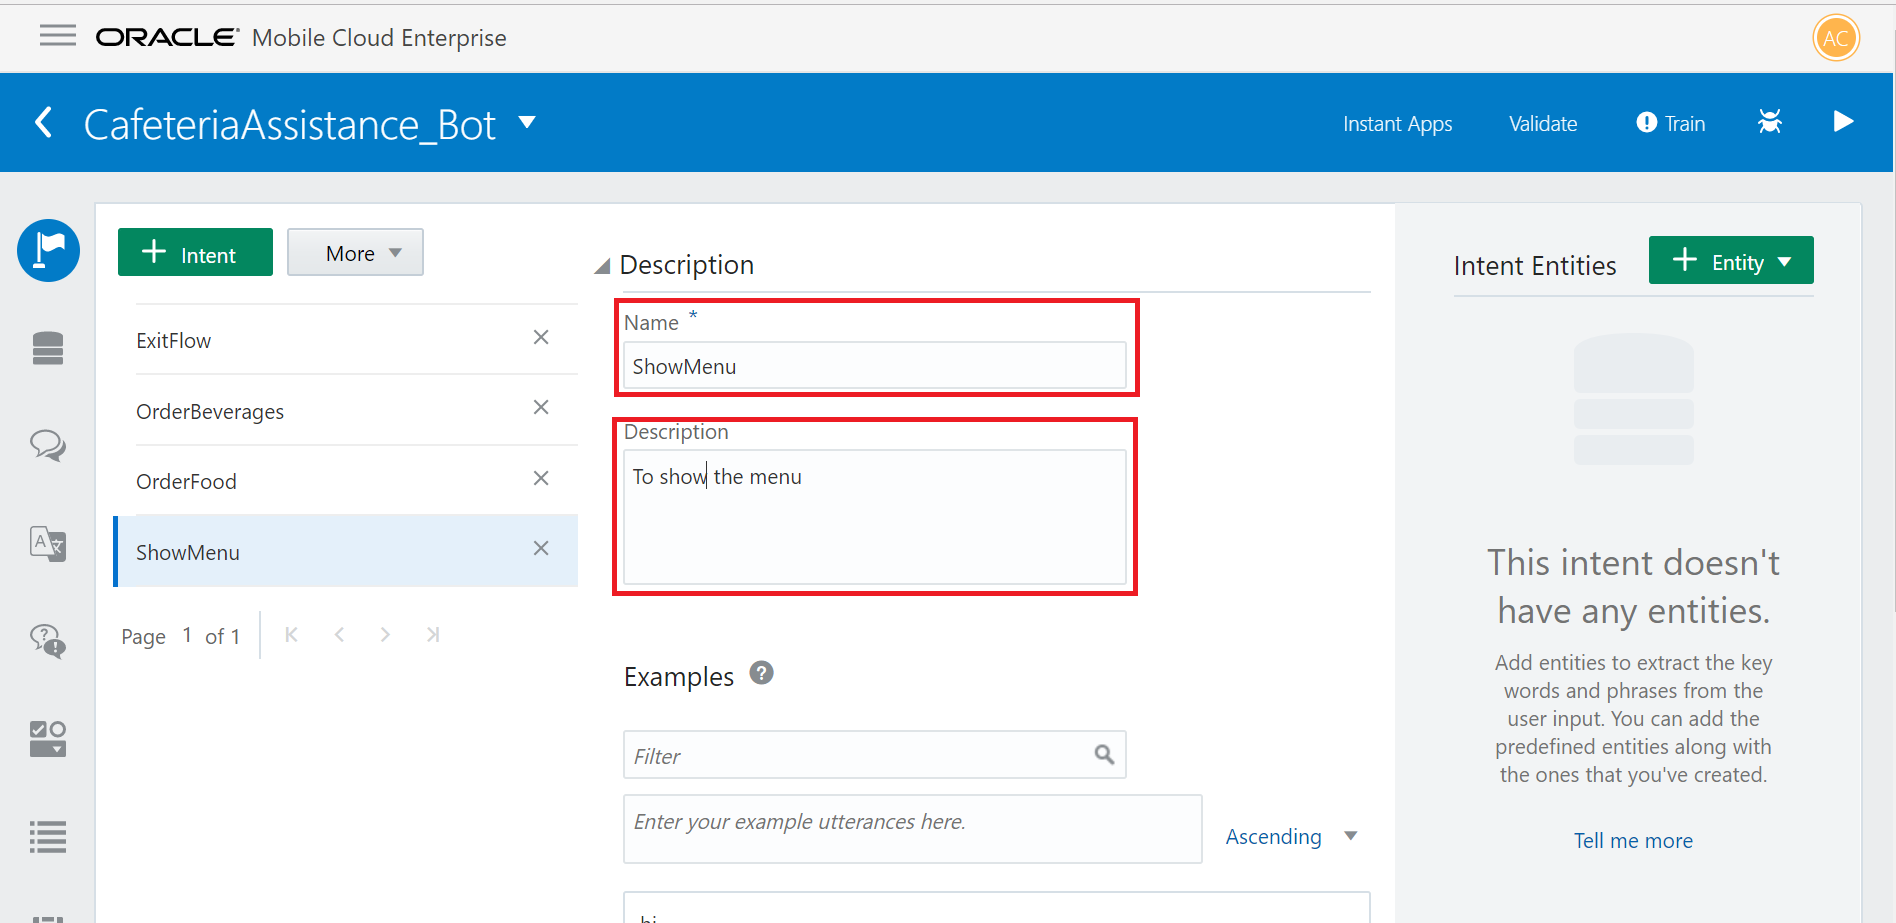 ORACLE Mobile Cloud Enterprise
AC
CafeteriaAssistance_Bot
Instant Apps
Validate
Train
Intent
More
ExitFlow
OrderBeverages
OrderFood
ShowMenu
Page 1 of 1
Description
Name *
ShowMenu
Description
To show the menu
Examples
Filter
Enter your example utterances here.
Ascending
hi
Intent Entities
Entity
This intent doesn't
have any entities.
Add entities to extract the key
words and phrases from the
user input. You can add the
predefined entities along with
the ones that you've created.
Tell me more